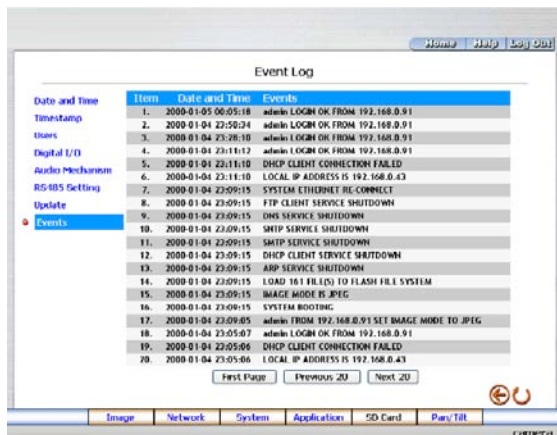 Home Help Log Out
Event Log
Date and Time
Timestamp
Users
Digital I/O
Audio Mechanism
RS485 Setting
Update
Events
Item Date and Time Events
1. 2000-01-05 00:05:18 admin LOGIN OK FROM 192.168.0.91
2. 2000-01-04 23:50:34 admin LOGIN OK FROM 192.168.0.91
3. 2000-01-04 23:28:10 admin LOGIN OK FROM 192.168.0.91
4. 2000-01-04 23:11:12 admin LOGIN OK FROM 192.168.0.91
5. 2000-01-04 23:11:10 DHCP CLIENT CONNECTION FAILED
6. 2000-01-04 23:11:10 LOCAL IP ADDRESS IS 192.168.0.43
7. 2000-01-04 23:09:15 SYSTEM ETHERNET RE-CONNECT
8. 2000-01-04 23:09:15 FTP CLIENT SERVICE SHUTDOWN
9. 2000-01-04 23:09:15 DNS SERVICE SHUTDOWN
10. 2000-01-04 23:09:15 SNTP SERVICE SHUTDOWN
11. 2000-01-04 23:09:15 SMTP SERVICE SHUTDOWN
12. 2000-01-04 23:09:15 DHCP CLIENT SERVICE SHUTDOWN
13. 2000-01-04 23:09:15 ARP SERVICE SHUTDOWN
14. 2000-01-04 23:09:15 LOAD 161 FILE(S) TO FLASH FILE SYSTEM
15. 2000-01-04 23:09:15 IMAGE MODE IS JPEG
16. 2000-01-04 23:09:15 SYSTEM BOOTING
17. 2000-01-04 23:09:05 admin FROM 192.168.0.91 SET IMAGE MODE TO JPEG
18. 2000-01-04 23:05:07 admin LOGIN OK FROM 192.168.0.91
19. 2000-01-04 23:05:06 DHCP CLIENT CONNECTION FAILED
20. 2000-01-04 23:05:06 LOCAL IP ADDRESS IS 192.168.0.43
First Page Previous 20 Next 20
Image Network System Application SD Card Pan/Tilt